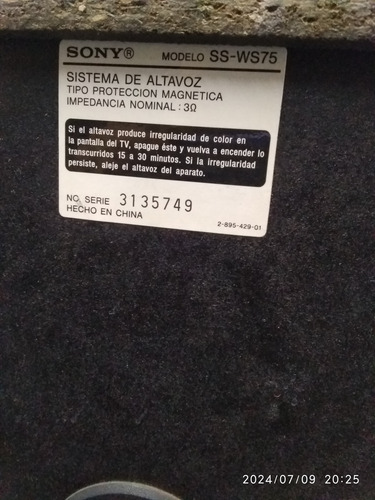 SONY® MODELO SS-WS75
SISTEMA DE ALTAVOZ
TIPO PROTECCION MAGNETICA
IMPEDANCIA NOMINAL : 3Ω
Si el altavoz produce irregularidad de color en
la pantalla del TV, apague éste y vuelva a encender lo
transcurridos 15 a 30 minutos. Si la irregularidad
persiste, aleje el altavoz del aparato.
NO. SERIE 3135749
HECHO EN CHINA
2-895-429-01
2024/07/09 20:25